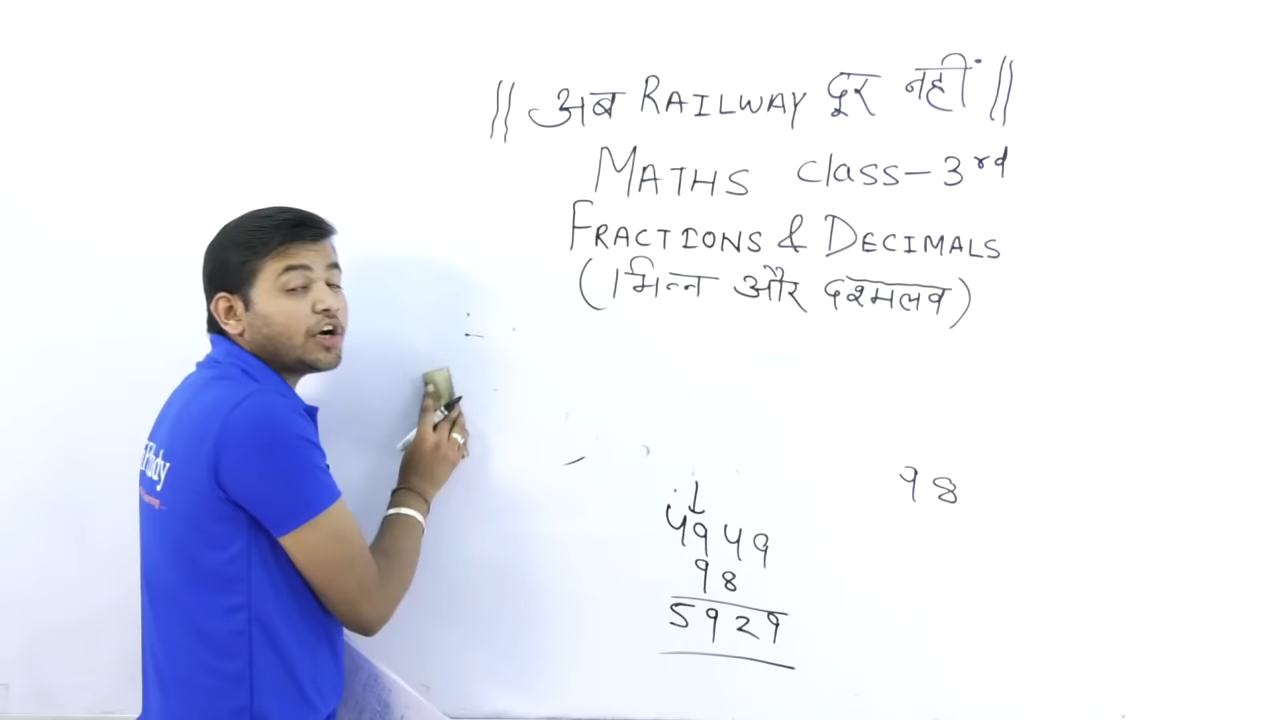 || अब RAILWAY दूर नहीं ||
MATHS Class-3rd
FRACTIONS & DECIMALS
(भिन्न और दशमलव)
98
4949
98
5929